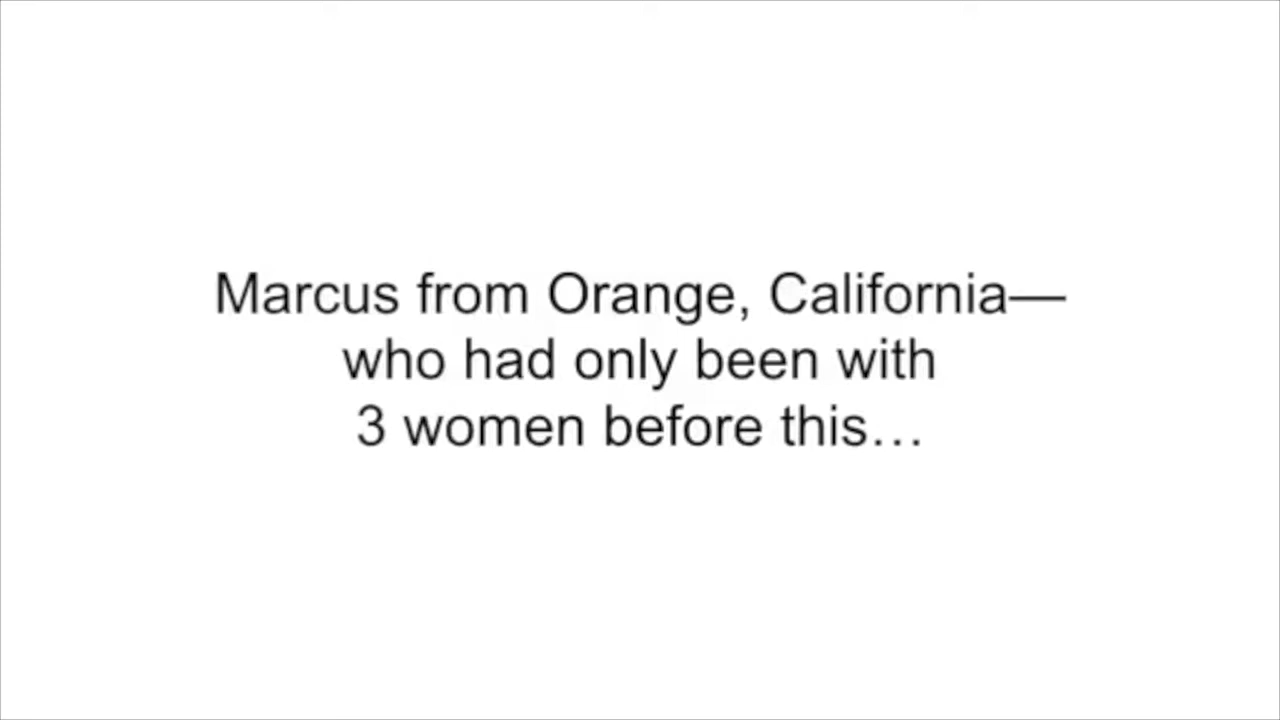 Marcus from Orange, California—
who had only been with
3 women before this…